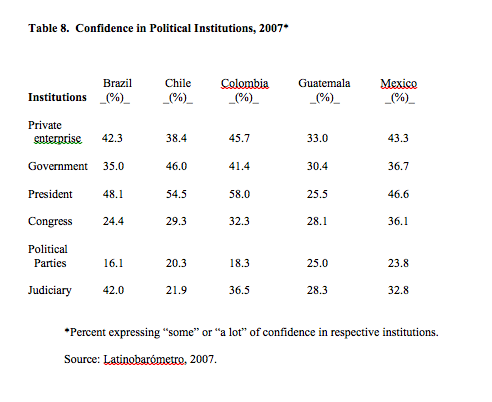 Table 8. Confidence in Political Institutions, 2007*
Brazil Chile Colombia Guatemala Mexico
Institutions _(%)_ _(%)_ _(%)_ _(%)_ _(%)_
Private
enterprise 42.3 38.4 45.7 33.0 43.3
Government 35.0 46.0 41.4 30.4 36.7
President 48.1 54.5 58.0 25.5 46.6
Congress 24.4 29.3 32.3 28.1 36.1
Political
Parties 16.1 20.3 18.3 25.0 23.8
Judiciary 42.0 21.9 36.5 28.3 32.8
*Percent expressing “some” or “a lot” of confidence in respective institutions.
Source: Latinobarómetro, 2007.